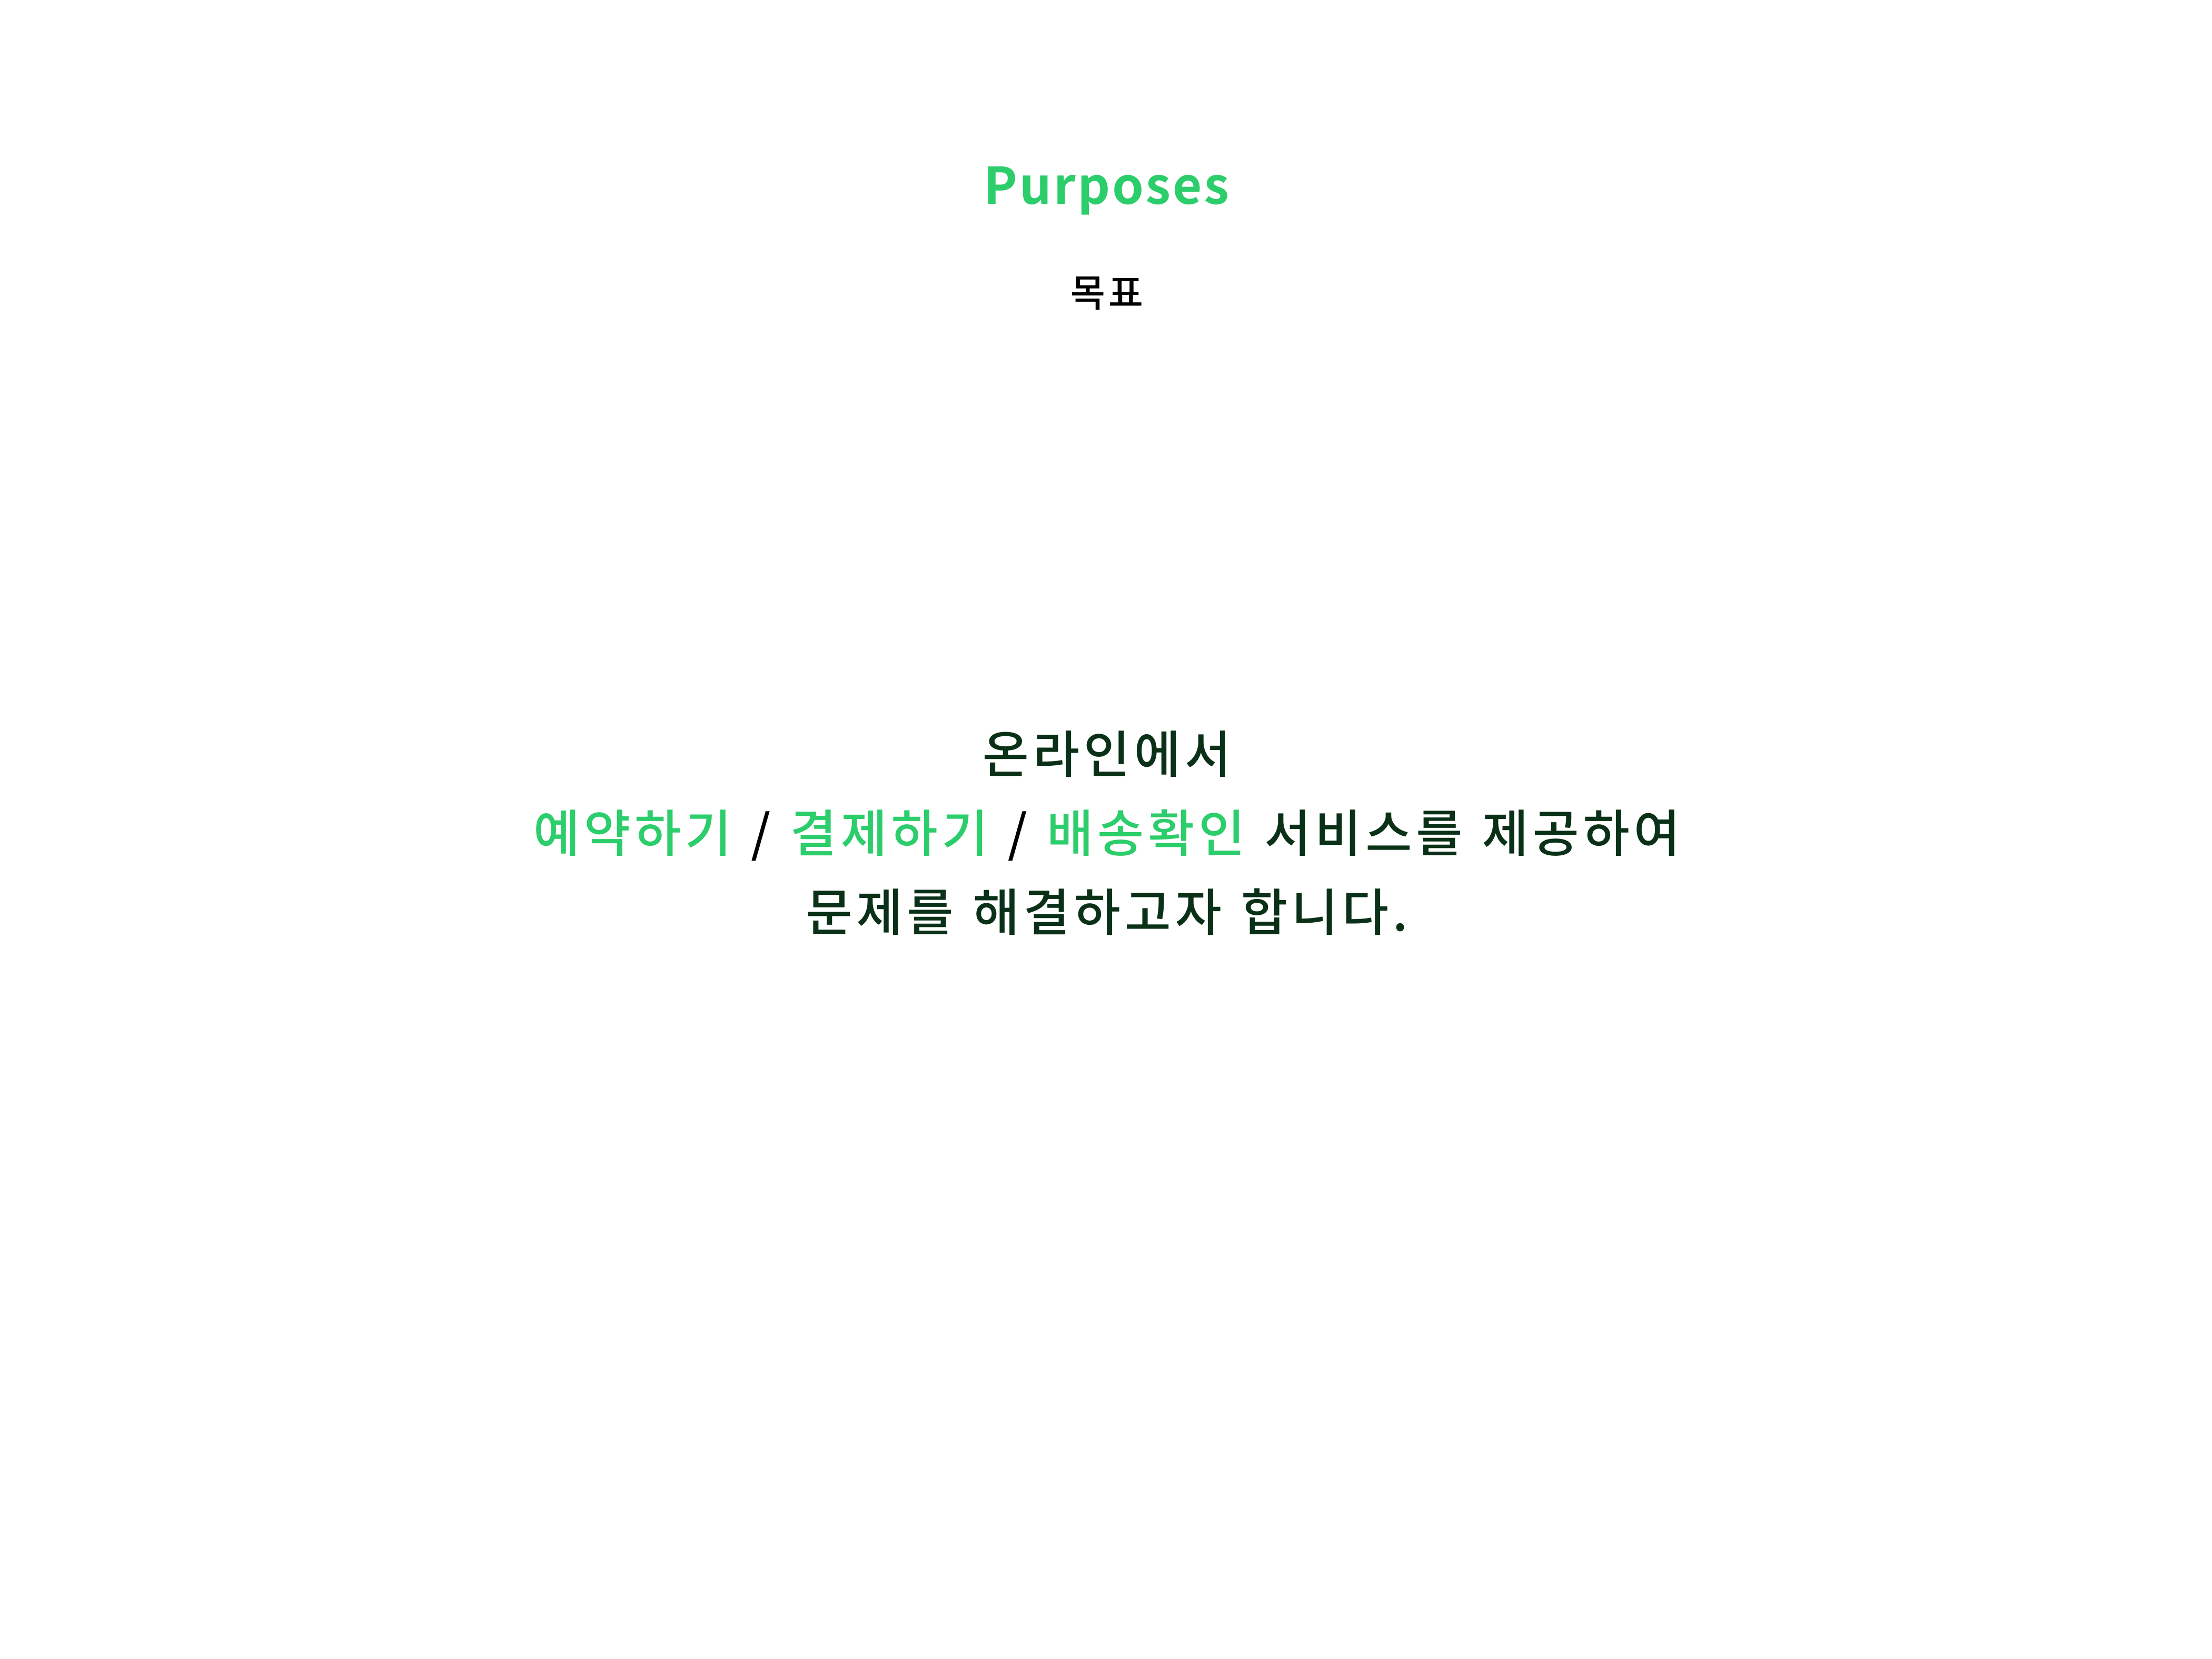 Purposes
목표
온라인에서
예약하기 / 결제하기 / 배송확인 서비스를 제공하여
문제를 해결하고자 합니다.